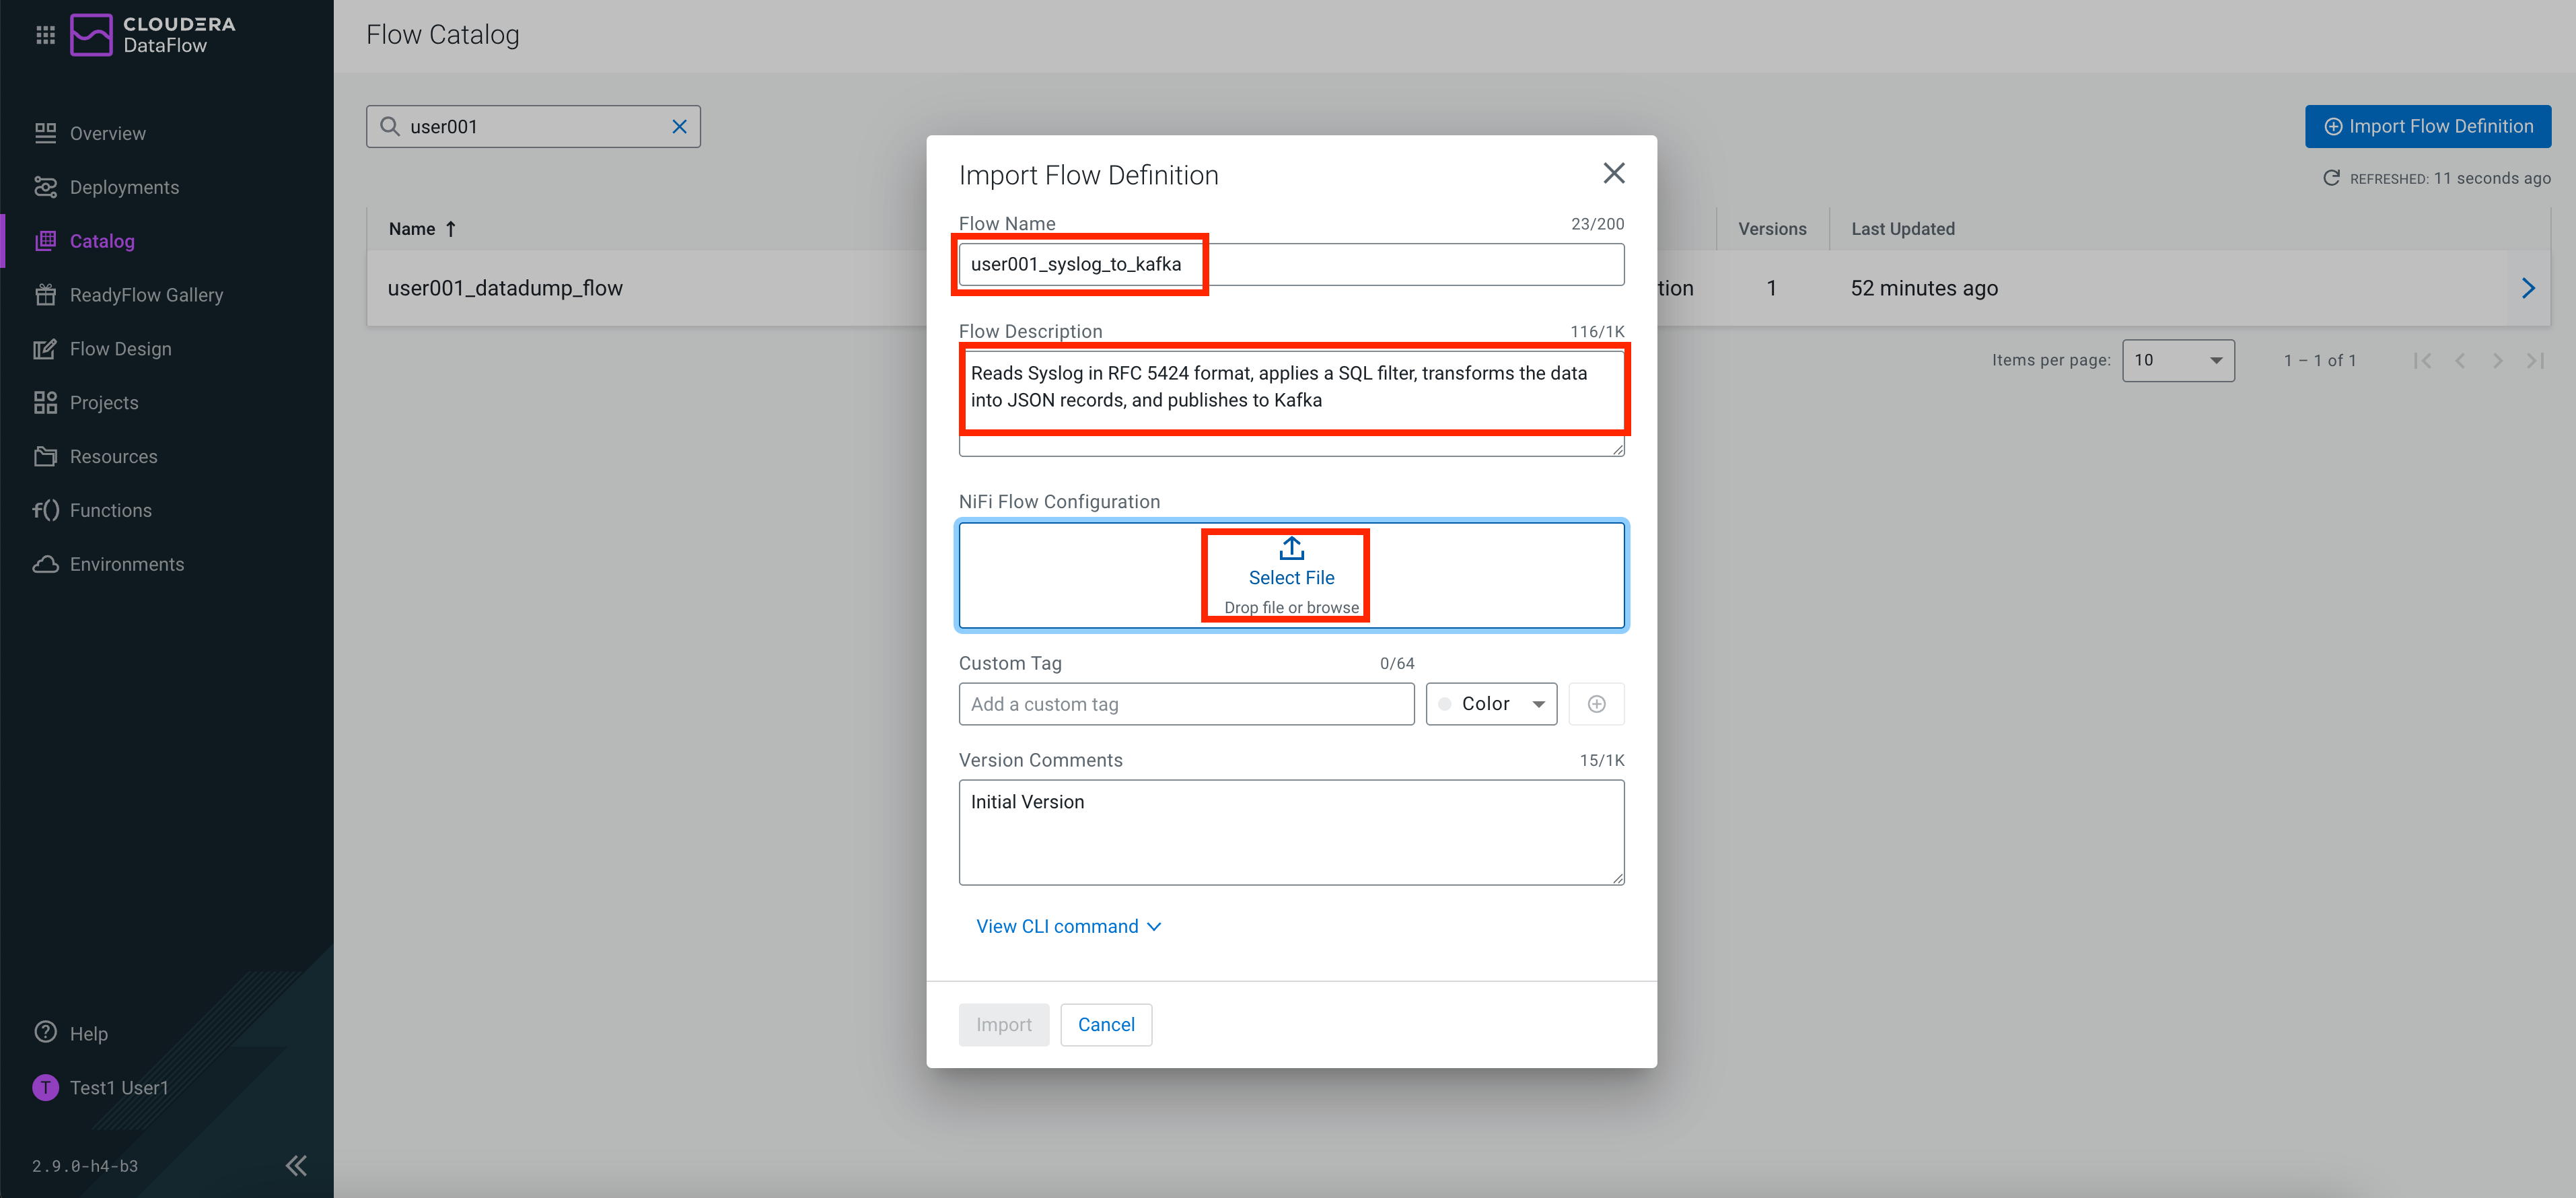 CLOUDERA
DataFlow
Overview
Deployments
Catalog
ReadyFlow Gallery
Flow Design
Projects
Resources
f() Functions
Environments
Help
T Test1 User1
2.9.0-h4-b3
Flow Catalog
user001
Import Flow Definition
REFRESHED: 11 seconds ago
Name Versions Last Updated
user001_datadump_flow tion 1 52 minutes ago
Items per page: 10 1 – 1 of 1
Import Flow Definition
Flow Name 23/200
user001_syslog_to_kafka
Flow Description 116/1K
Reads Syslog in RFC 5424 format, applies a SQL filter, transforms the data
into JSON records, and publishes to Kafka
NiFi Flow Configuration
Select File
Drop file or browse
Custom Tag 0/64
Add a custom tag Color
Version Comments 15/1K
Initial Version
View CLI command
Import Cancel